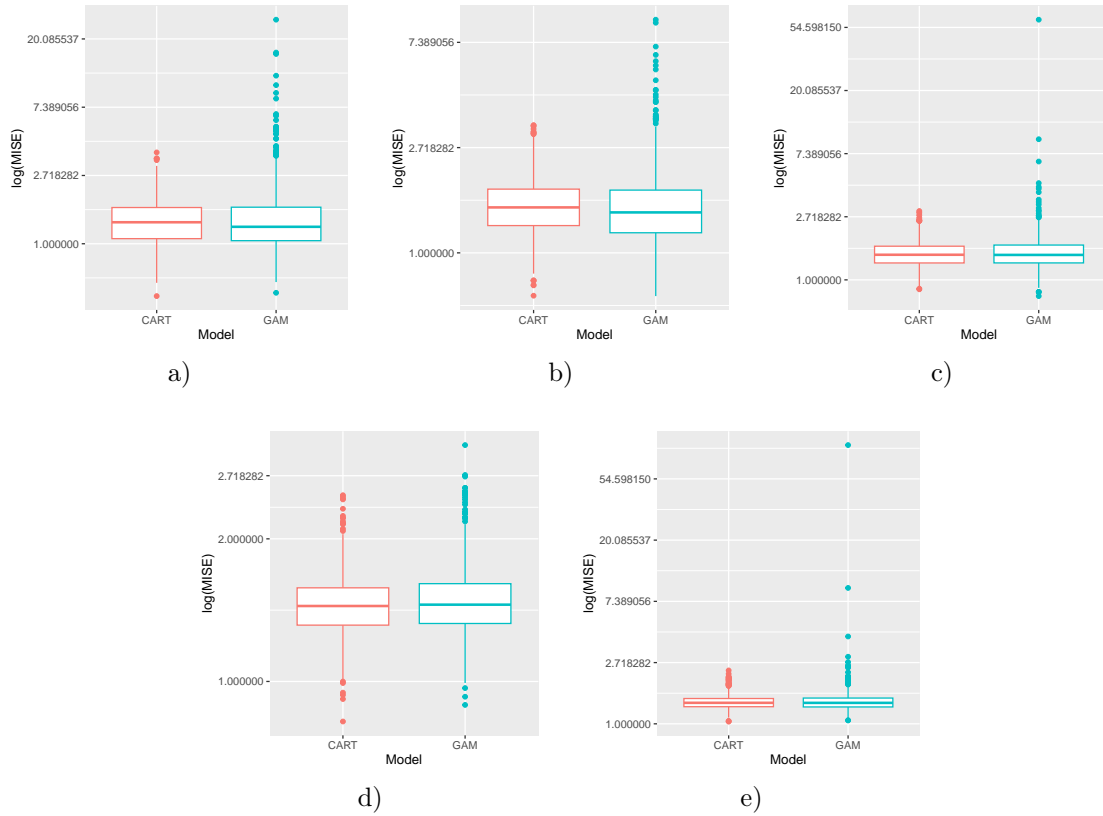 20.085537
7.389056
2.718282
1.000000
log(MISE)
CART
GAM
Model
a)
7.389056
2.718282
1.000000
log(MISE)
CART
GAM
Model
b)
54.598150
20.085537
7.389056
2.718282
1.000000
log(MISE)
CART
GAM
Model
c)
2.718282
2.000000
1.000000
log(MISE)
CART
GAM
Model
d)
54.598150
20.085537
7.389056
2.718282
1.000000
log(MISE)
CART
GAM
Model
e)